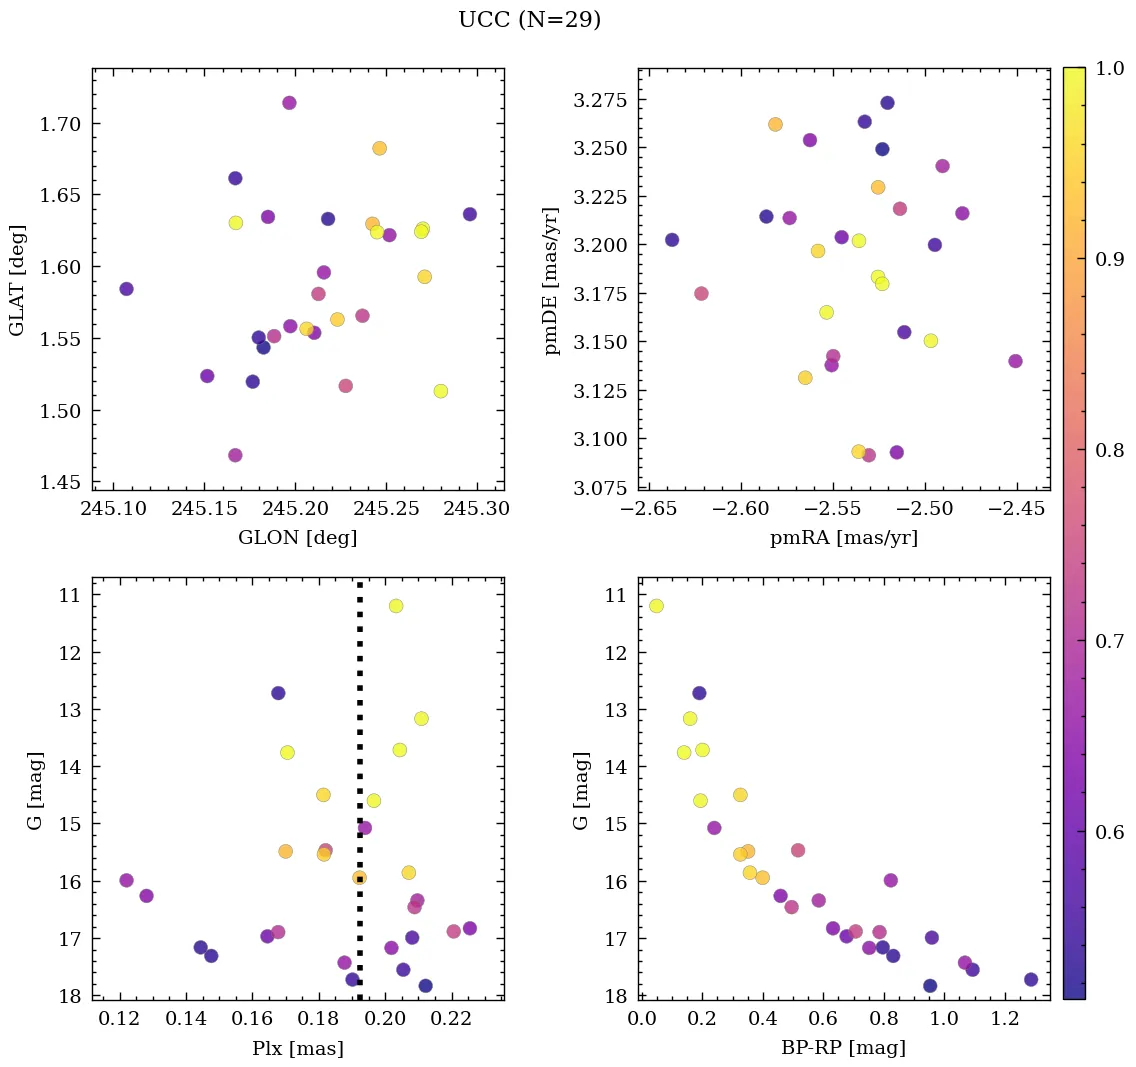 UCC (N=29)
1.70
1.65
1.60
1.55
1.50
1.45
GLAT [deg]
245.10 245.15 245.20 245.25 245.30
GLON [deg]
3.275
3.250
3.225
3.200
3.175
3.150
3.125
3.100
3.075
pmDE [mas/yr]
−2.65 −2.60 −2.55 −2.50 −2.45
pmRA [mas/yr]
11
12
13
14
15
16
17
18
G [mag]
0.12 0.14 0.16 0.18 0.20 0.22
Plx [mas]
11
12
13
14
15
16
17
18
G [mag]
0.0 0.2 0.4 0.6 0.8 1.0 1.2
BP-RP [mag]
1.0
0.9
0.8
0.7
0.6